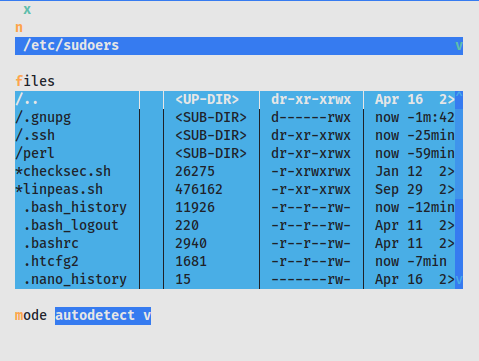 x
n
/etc/sudoers v
files
/.. <UP-DIR> dr-xr-xrwx Apr 16 2>^
/.gnupg <SUB-DIR> d------rwx now -1m:42
/.ssh <SUB-DIR> dr-xr-xrwx now -25min
/perl <SUB-DIR> dr-xr-xrwx now -59min
*checksec.sh 26275 -r-xrwxrwx Jan 12 2>
*linpeas.sh 476162 -r-xrwxrwx Sep 29 2>
.bash_history 11926 -r--r--rw- now -12min
.bash_logout 220 -r--r--rw- Apr 11 2>
.bashrc 2940 -r--r--rw- Apr 11 2>
.htcfg2 1681 -r--r--rw- now -7min
.nano_history 15 -------rw- Apr 16 2>v
mode autodetect v